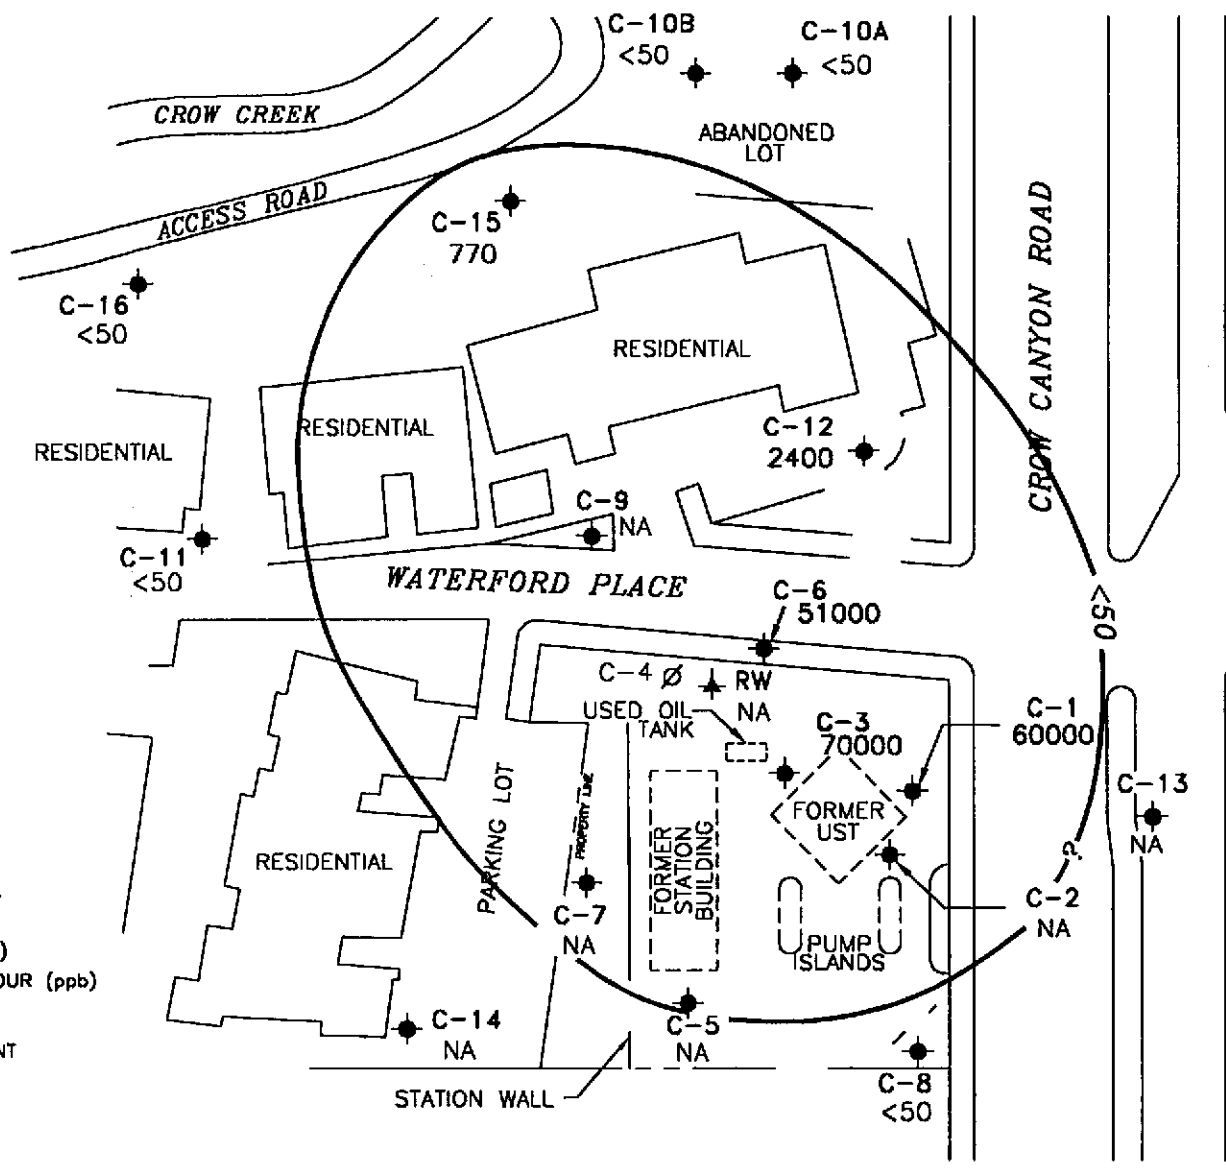 C-10B
<50
C-10A
<50
CROW CREEK
ABANDONED
LOT
ACCESS ROAD
C-15
770
CROW CANYON ROAD
C-16
<50
RESIDENTIAL
RESIDENTIAL
RESIDENTIAL
C-12
2400
C-9
NA
C-11
<50
WATERFORD PLACE
C-6
51000
<50
C-4
RW
NA
USED OIL
TANK
C-3
70000
C-1
60000
C-13
NA
PARKING LOT
PROPERTY LINE
FORMER
STATION
BUILDING
FORMER
UST
?
RESIDENTIAL
C-7
NA
C-2
NA
PUMP
ISLANDS
)
OUR (ppb)
C-14
NA
C-5
NA
NT
STATION WALL
C-8
<50